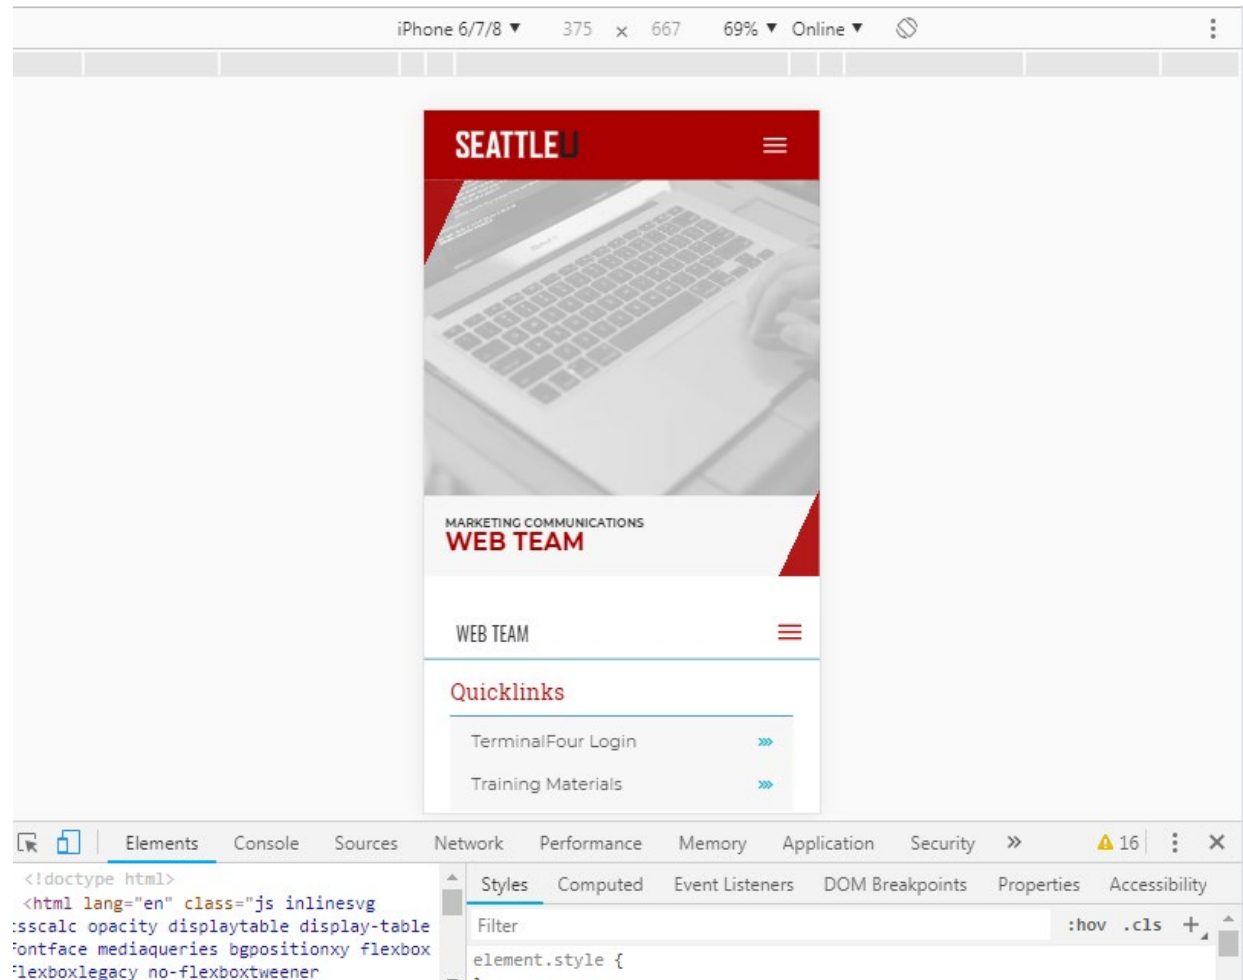 iPhone 6/7/8 ▼ 375 x 667 69% ▼ Online ▼
SEATTLEU
MARKETING COMMUNICATIONS
WEB TEAM
WEB TEAM
Quicklinks
TerminalFour Login
Training Materials
Elements Console Sources Network Performance Memory Application Security » 16
<!doctype html>
<html lang="en" class="js inlinesvg
csscalc opacity displaytable display-table
fontface mediaqueries bgpositionxy flexbox
flexboxlegacy no-flexboxtweener
Styles Computed Event Listeners DOM Breakpoints Properties Accessibility
Filter :hov .cls +
element.style {